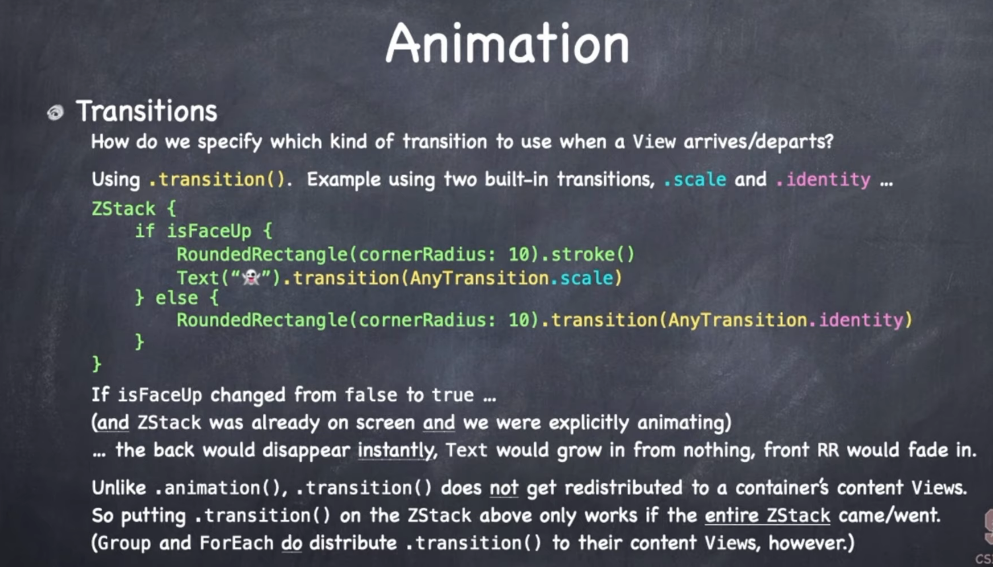 Animation
Transitions
How do we specify which kind of transition to use when a View arrives/departs?
Using .transition(). Example using two built-in transitions, .scale and .identity …
ZStack {
    if isFaceUp {
        RoundedRectangle(cornerRadius: 10).stroke()
        Text(“👻”).transition(AnyTransition.scale)
    } else {
        RoundedRectangle(cornerRadius: 10).transition(AnyTransition.identity)
    }
}
If isFaceUp changed from false to true …
(and ZStack was already on screen and we were explicitly animating)
… the back would disappear instantly, Text would grow in from nothing, front RR would fade in.
Unlike .animation(), .transition() does not get redistributed to a container’s content Views.
So putting .transition() on the ZStack above only works if the entire ZStack came/went.
(Group and ForEach do distribute .transition() to their content Views, however.)